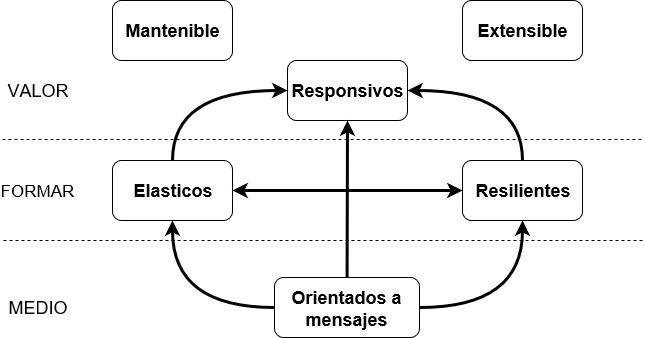 Mantenible
Extensible
VALOR
Responsivos
FORMAR
Elasticos
Resilientes
MEDIO
Orientados a
mensajes